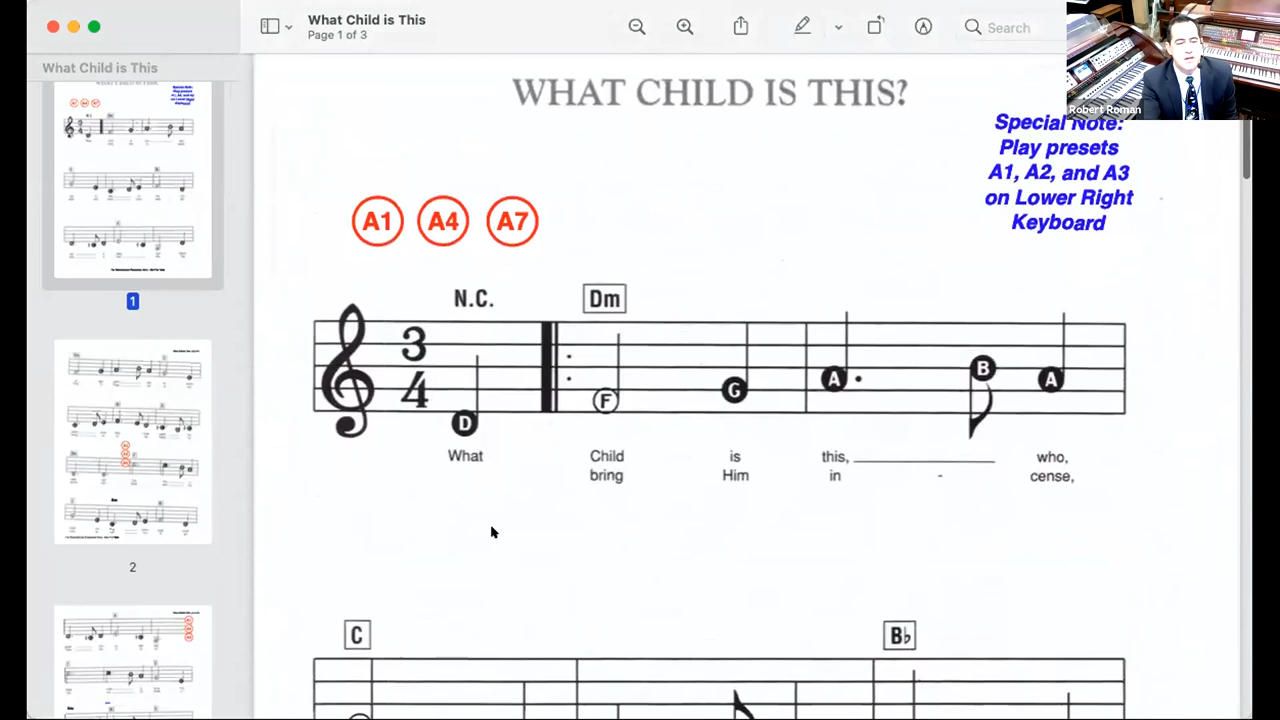 What Child is This
Page 1 of 3
Search
Robert Roman
What Child is This
1
2
WHAT CHILD IS THIS?
Special Note:
Play presets
A1, A2, and A3
on Lower Right
Keyboard
A1 A4 A7
N.C. Dm
3
4
D F G A B A
What Child is this, who,
bring Him in - cense,
C B♭